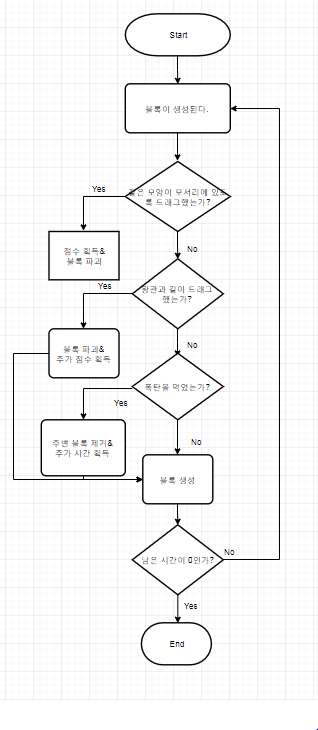 Start
블록이 생성된다.
같은 모양이 모서리에 있도
록 드래그했는가?
Yes
No
점수 획득&
블록 파괴
왕관과 같이 드래그
했는가?
Yes
No
블록 파괴&
추가 점수 획득
폭탄을 먹었는가?
Yes
No
주변 블록 제거&
추가 시간 획득
블록 생성
남은 시간이 0인가?
No
Yes
End